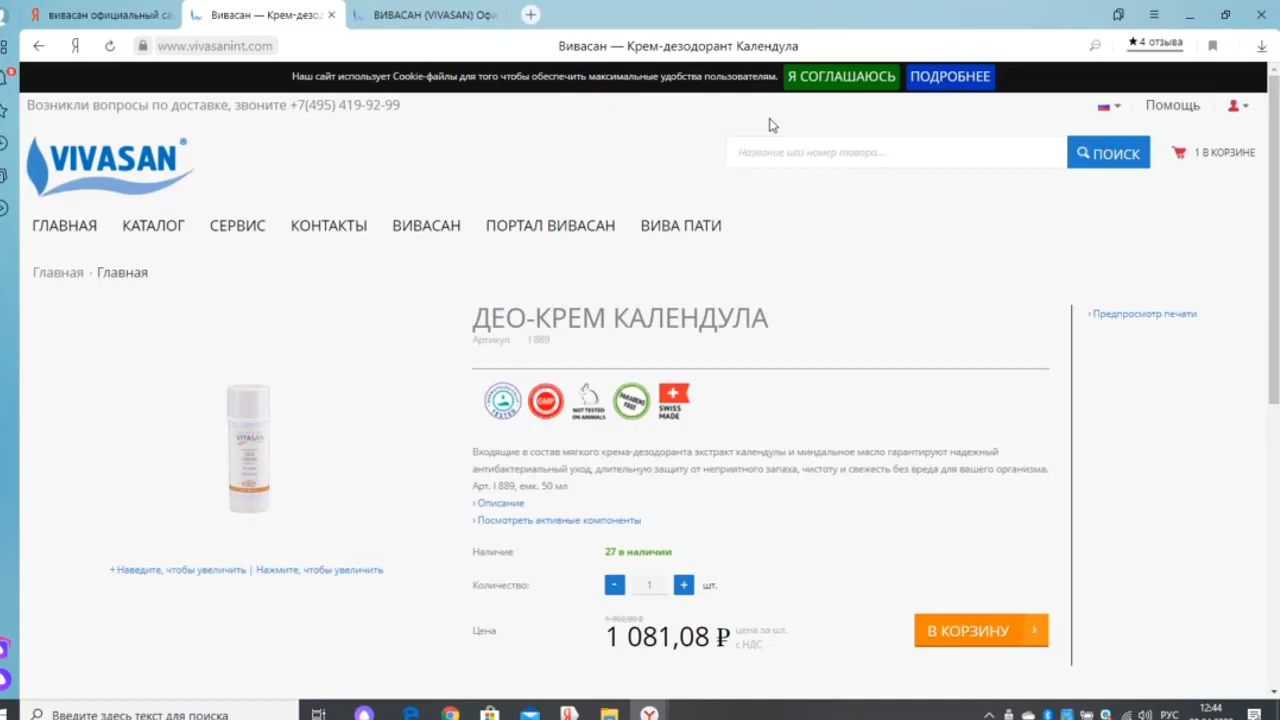 вивасан официальный са
Вивасан — Крем-дезод
ВИВАСАН (VIVASAN) Офи
www.vivasanint.com
Вивасан — Крем-дезодорант Календула
★ 4 отзыва
Наш сайт использует Cookie-файлы для того чтобы обеспечить максимальные удобства пользователям.
Я СОГЛАШАЮСЬ
ПОДРОБНЕЕ
Возникли вопросы по доставке, звоните +7(495) 419-92-99
Помощь
VIVASAN®
Название или номер товара...
ПОИСК
1 В КОРЗИНЕ
ГЛАВНАЯ КАТАЛОГ СЕРВИС КОНТАКТЫ ВИВАСАН ПОРТАЛ ВИВАСАН ВИВА ПАТИ
Главная · Главная
ДЕО-КРЕМ КАЛЕНДУЛА
Артикул I 889
› Предпросмотр печати
TESTED
GMP
NOT TESTED
ON ANIMALS
PARABENS
FREE
SWISS
MADE
VIVASAN
Входящие в состав мягкого крема-дезодоранта экстракт календулы и миндальное масло гарантируют надежный
антибактериальный уход, длительную защиту от неприятного запаха, чистоту и свежесть без вреда для вашего организма.
Арт. I 889, емк. 50 мл
› Описание
› Посмотреть активные компоненты
Наличие 27 в наличии
+ Наведите, чтобы увеличить | Нажмите, чтобы увеличить
Количество: - 1 + шт.
Цена 1 081,08 ₽ цена за шт.
с НДС
В КОРЗИНУ ›
Введите здесь текст для поиска
РУС
12:44